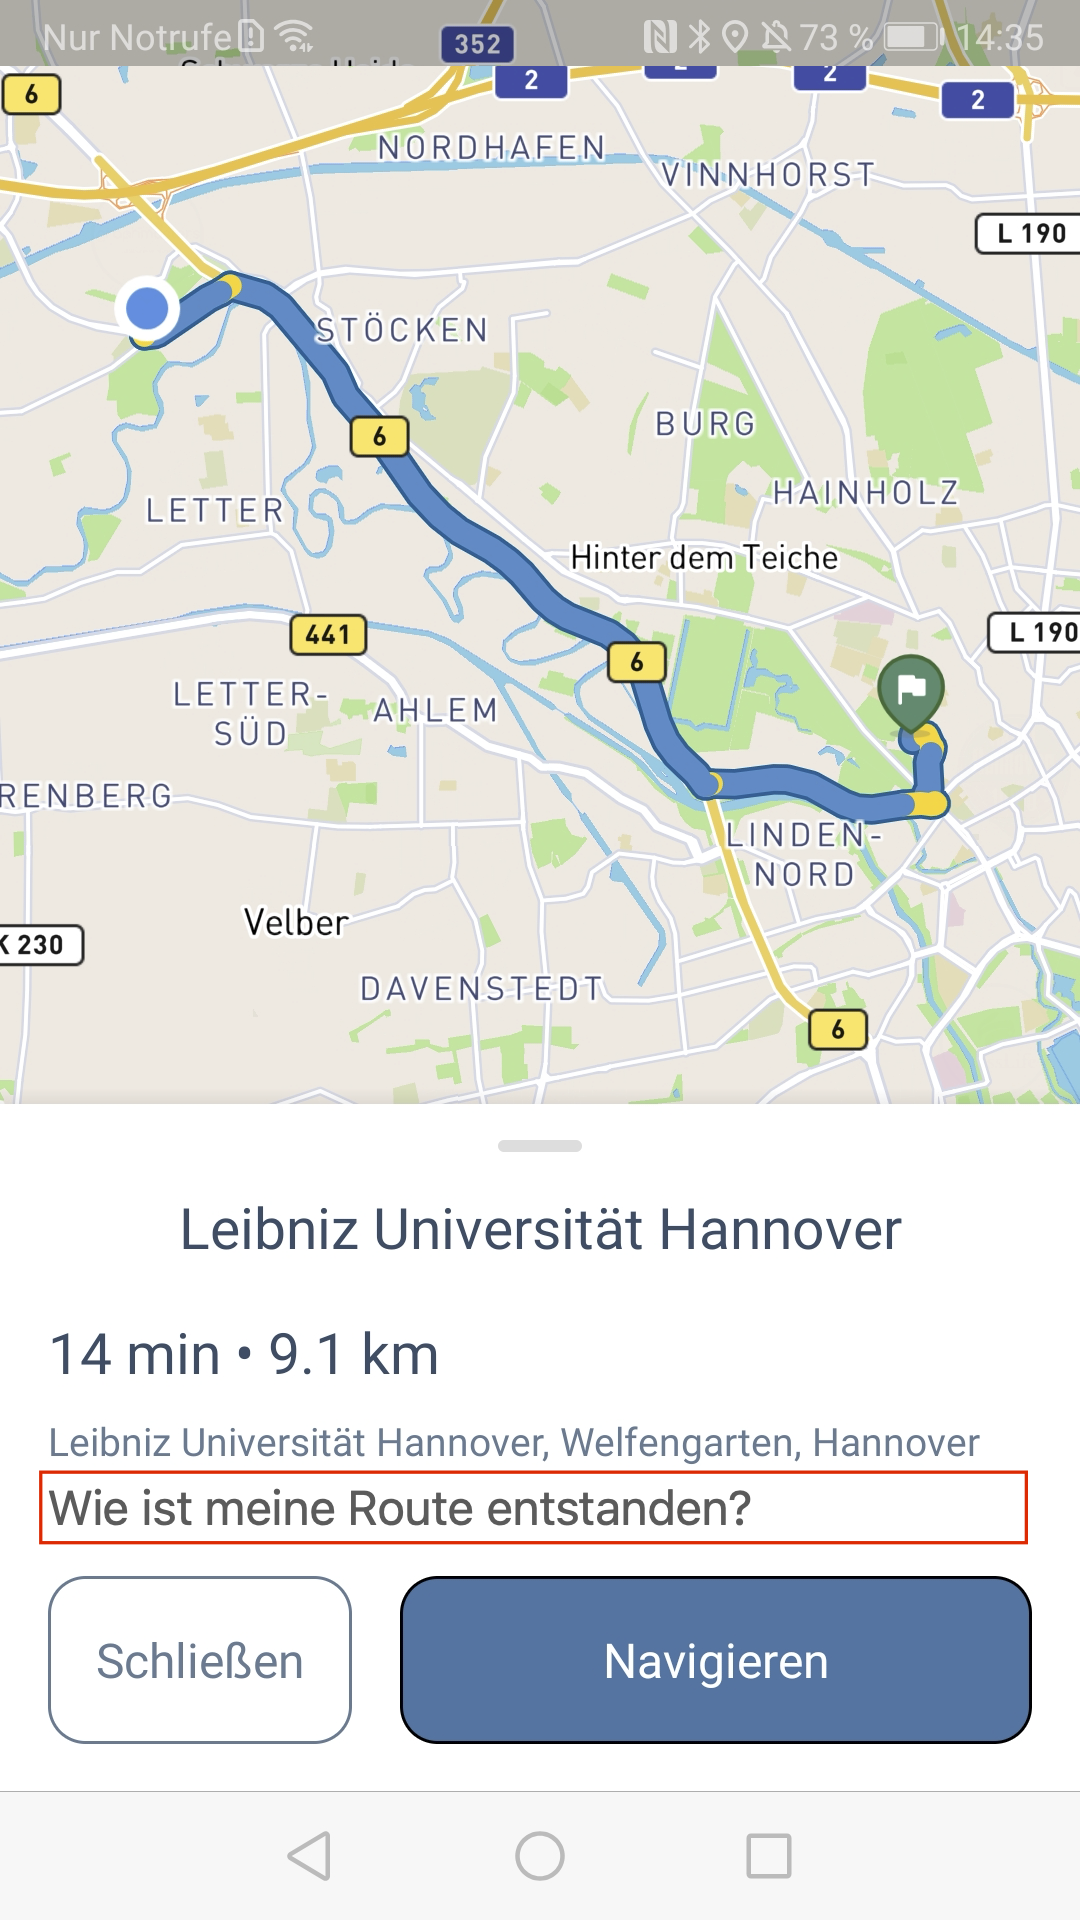 Nur Notrufe 73 % 14:35
352
2
2
2
6
NORDHAFEN
VINNHORST
L 190
STÖCKEN
6
BURG
HAINHOLZ
LETTER
Hinter dem Teiche
441
L 190
6
LETTER-
SÜD
AHLEM
RENBERG
LINDEN-
NORD
Velber
K 230
DAVENSTEDT
6
Leibniz Universität Hannover
14 min • 9.1 km
Leibniz Universität Hannover, Welfengarten, Hannover
Wie ist meine Route entstanden?
Schließen
Navigieren